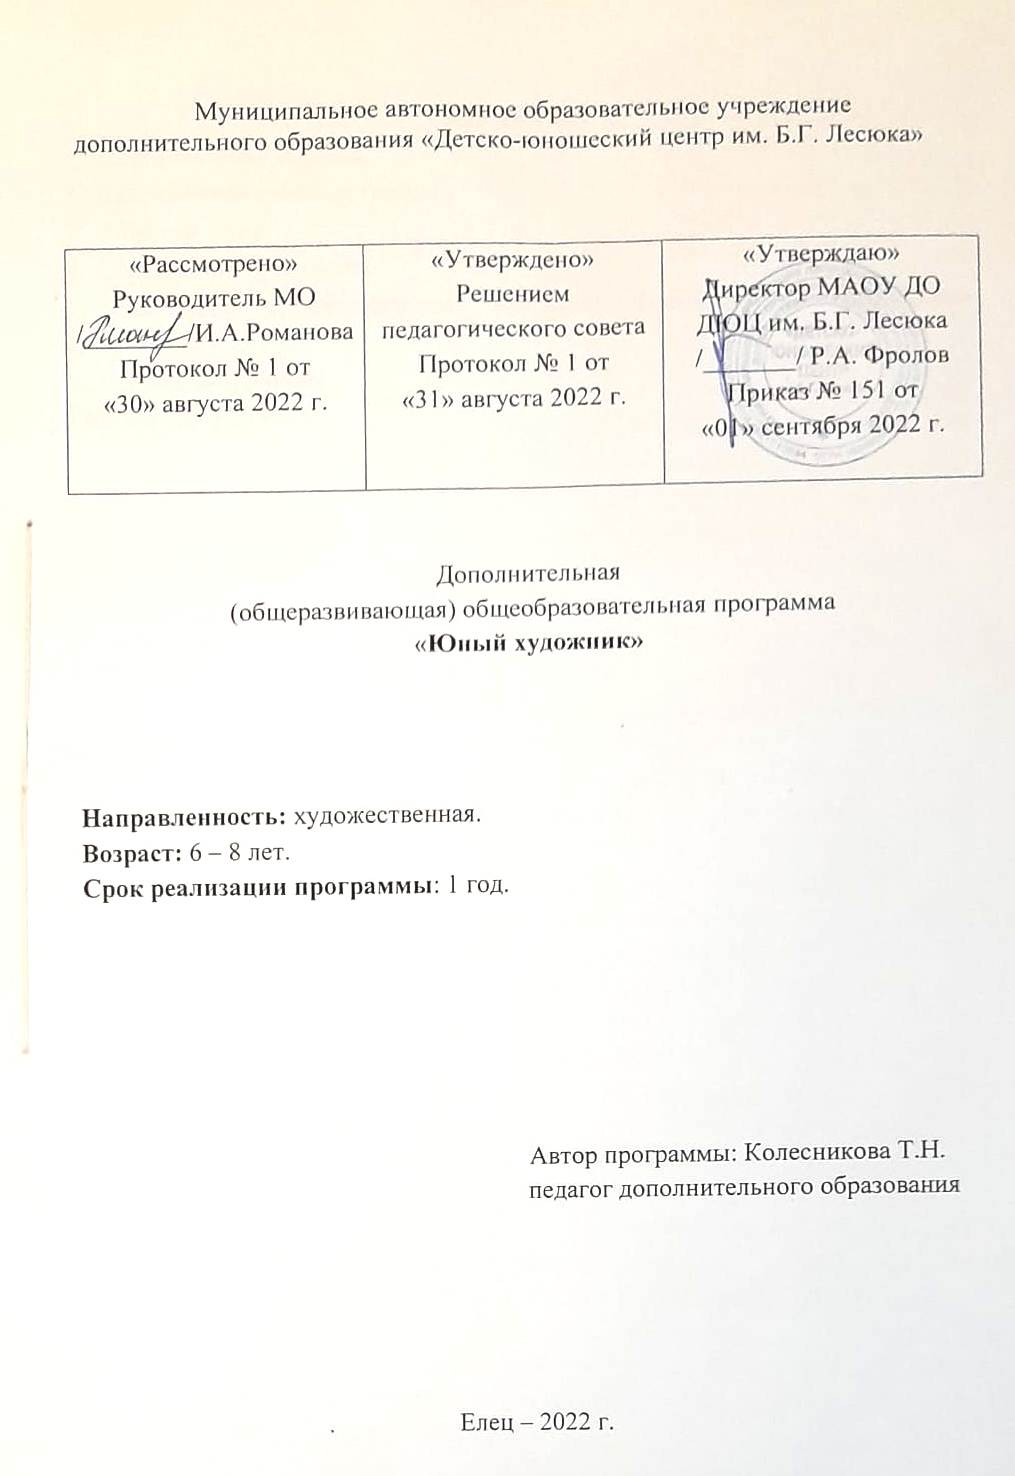 Муниципальное автономное образовательное учреждение
дополнительного образования «Детско-юношеский центр им. Б.Г. Лесюка»
«Рассмотрено»
Руководитель МО
/ /И.А.Романова
Протокол № 1 от
«30» августа 2022 г.
«Утверждено»
Решением
педагогического совета
Протокол № 1 от
«31» августа 2022 г.
«Утверждаю»
Директор МАОУ ДО
ДЮЦ им. Б.Г. Лесюка
/________/ Р.А. Фролов
Приказ № 151 от
«01» сентября 2022 г.
Дополнительная
(общеразвивающая) общеобразовательная программа
«Юный художник»
Направленность: художественная.
Возраст: 6 – 8 лет.
Срок реализации программы: 1 год.
Автор программы: Колесникова Т.Н.
педагог дополнительного образования
Елец – 2022 г.